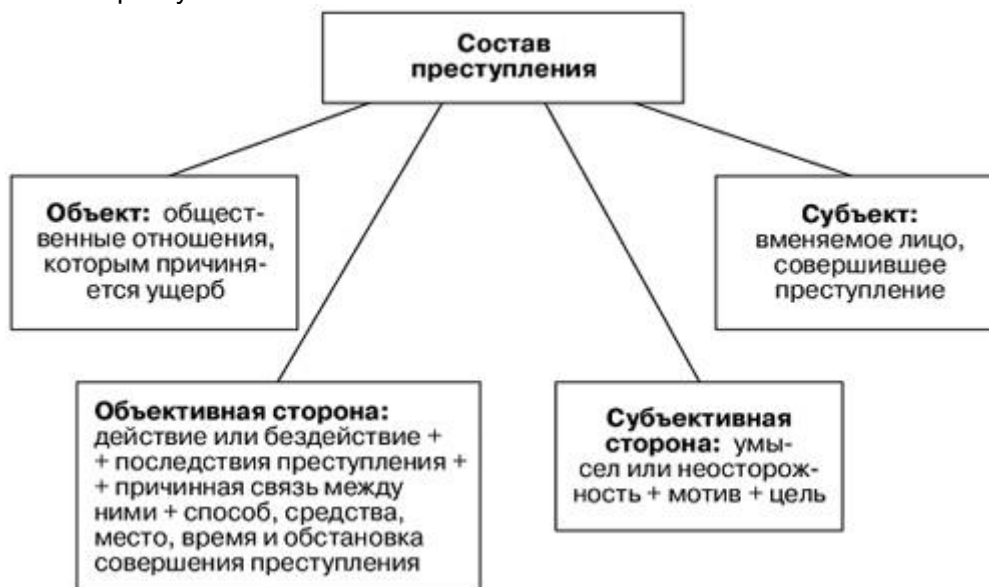 Состав
преступления
Объект: общест-
венные отношения,
которым причиня-
ется ущерб
Субъект:
вменяемое лицо,
совершившее
преступление
Объективная сторона:
действие или бездействие +
+ последствия преступления +
+ причинная связь между
ними + способ, средства,
место, время и обстановка
совершения преступления
Субъективная
сторона: умы-
сел или неосторож-
ность + мотив + цель